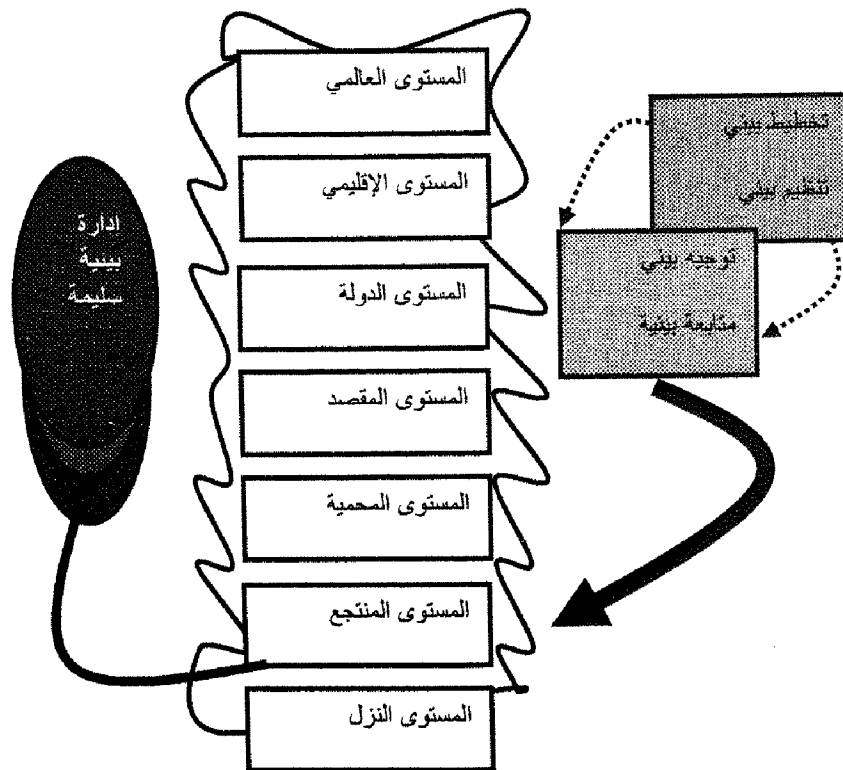 المستوى العالمي
المستوى الإقليمي
المستوى الدولة
المستوى المقصد
المستوى المحمية
المستوى المنتجع
المستوى النزل
تخطيط بيئي
تنظيم بيئي
توجيه بيئي
متابعة بيئية
ادارة
بيئية
سليمة